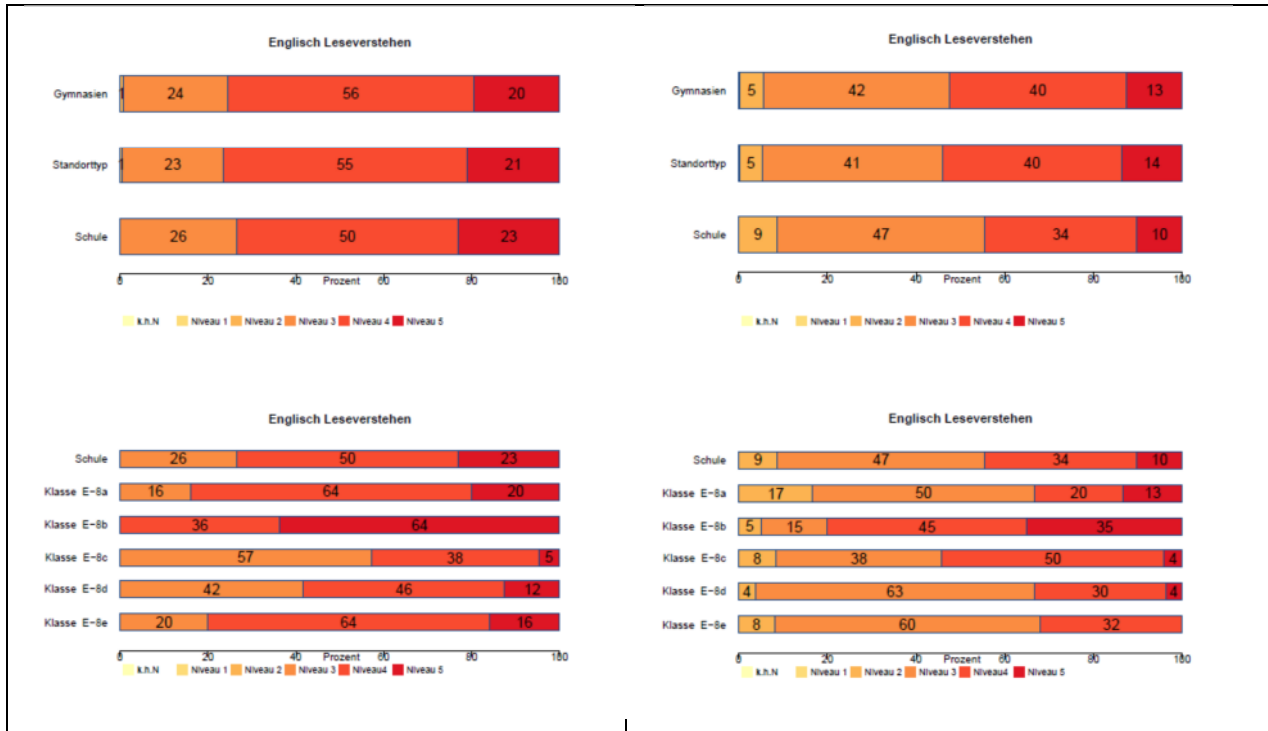 Englisch Leseverstehen
Gymnasien 1 24 56 20
Standorttyp 1 23 55 21
Schule 26 50 23
0 20 40 Prozent 60 80 100
k.h.N Niveau 1 Niveau 2 Niveau 3 Niveau 4 Niveau 5
Englisch Leseverstehen
Gymnasien 5 42 40 13
Standorttyp 5 41 40 14
Schule 9 47 34 10
0 20 40 Prozent 60 80 100
k.h.N Niveau 1 Niveau 2 Niveau 3 Niveau 4 Niveau 5
Englisch Leseverstehen
Schule 26 50 23
Klasse E-8a 16 64 20
Klasse E-8b 36 64
Klasse E-8c 57 38 5
Klasse E-8d 42 46 12
Klasse E-8e 20 64 16
0 20 40 Prozent 60 80 100
k.h.N Niveau 1 Niveau 2 Niveau 3 Niveau4 Niveau 5
Englisch Leseverstehen
Schule 9 47 34 10
Klasse E-8a 17 50 20 13
Klasse E-8b 5 15 45 35
Klasse E-8c 8 38 50 4
Klasse E-8d 4 63 30 4
Klasse E-8e 8 60 32
0 20 40 Prozent 60 80 100
k.h.N Niveau 1 Niveau 2 Niveau 3 Niveau4 Niveau 5